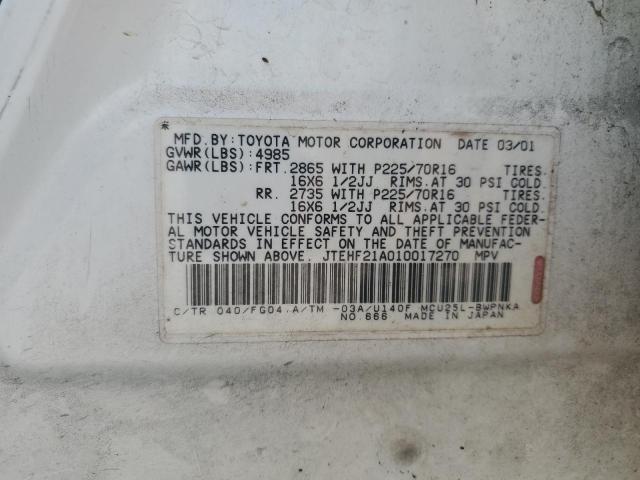 MFD.BY:TOYOTA MOTOR CORPORATION DATE 03/01
GVWR(LBS):4985
GAWR(LBS):FRT.2865 WITH P225/70R16 TIRES.
16X6 1/2JJ RIMS.AT 30 PSI COLD.
RR. 2735 WITH P225/70R16 TIRES.
16X6 1/2JJ RIMS.AT 30 PSI COLD.
THIS VEHICLE CONFORMS TO ALL APPLICABLE FEDER-
AL MOTOR VEHICLE SAFETY AND THEFT PREVENTION
STANDARDS IN EFFECT ON THE DATE OF MANUFAC-
TURE SHOWN ABOVE. JTEHF21A010017270 MPV
C/TR 040/FG04.A/TM -03A/U140F MCU25L-BWPNKA
NO.666 MADE IN JAPAN